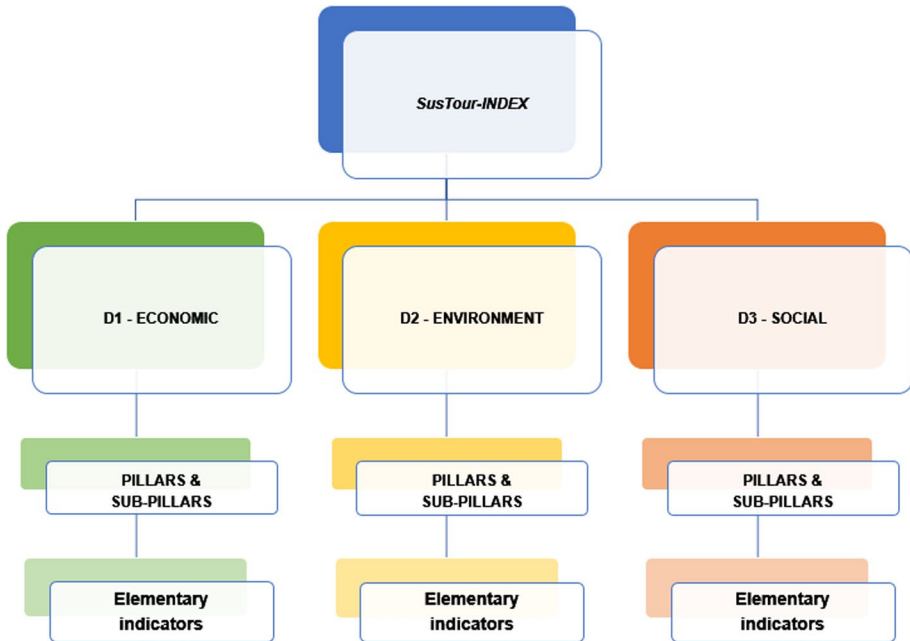 SusTour-INDEX
D1 - ECONOMIC
D2 - ENVIRONMENT
D3 - SOCIAL
PILLARS &
SUB-PILLARS
PILLARS &
SUB-PILLARS
PILLARS &
SUB-PILLARS
Elementary
indicators
Elementary
indicators
Elementary
indicators